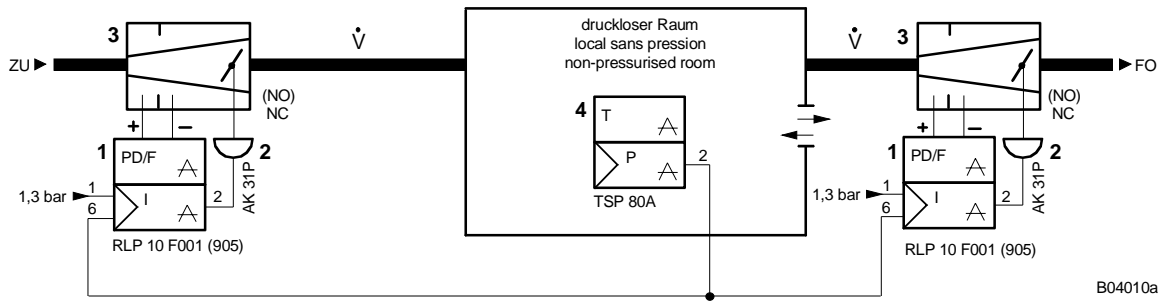 3
V̇
druckloser Raum
local sans pression
non-pressurised room
V̇
3
ZU
FO
(NO)
NC
(NO)
NC
+
–
4
T
P
2
TSP 80A
+
–
1
PD/F
2
AK 31P
1
PD/F
2
AK 31P
1,3 bar
1
6
I
2
1,3 bar
1
6
I
2
RLP 10 F001 (905)
RLP 10 F001 (905)
B04010a